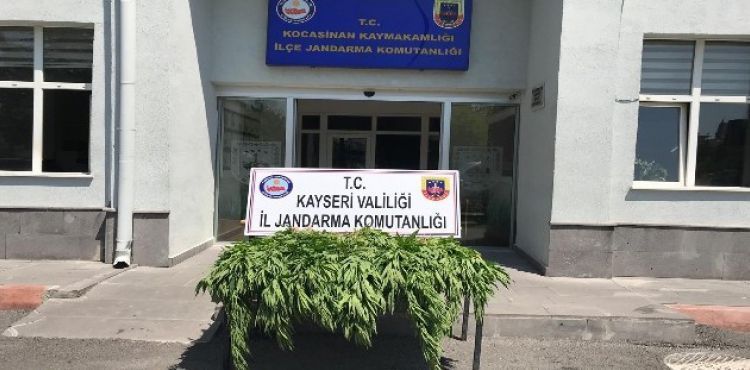 T.C.
KOCASİNAN KAYMAKAMLIĞI
İLÇE JANDARMA KOMUTANLIĞI
T.C.
KAYSERİ VALİLİĞİ
İL JANDARMA KOMUTANLIĞI